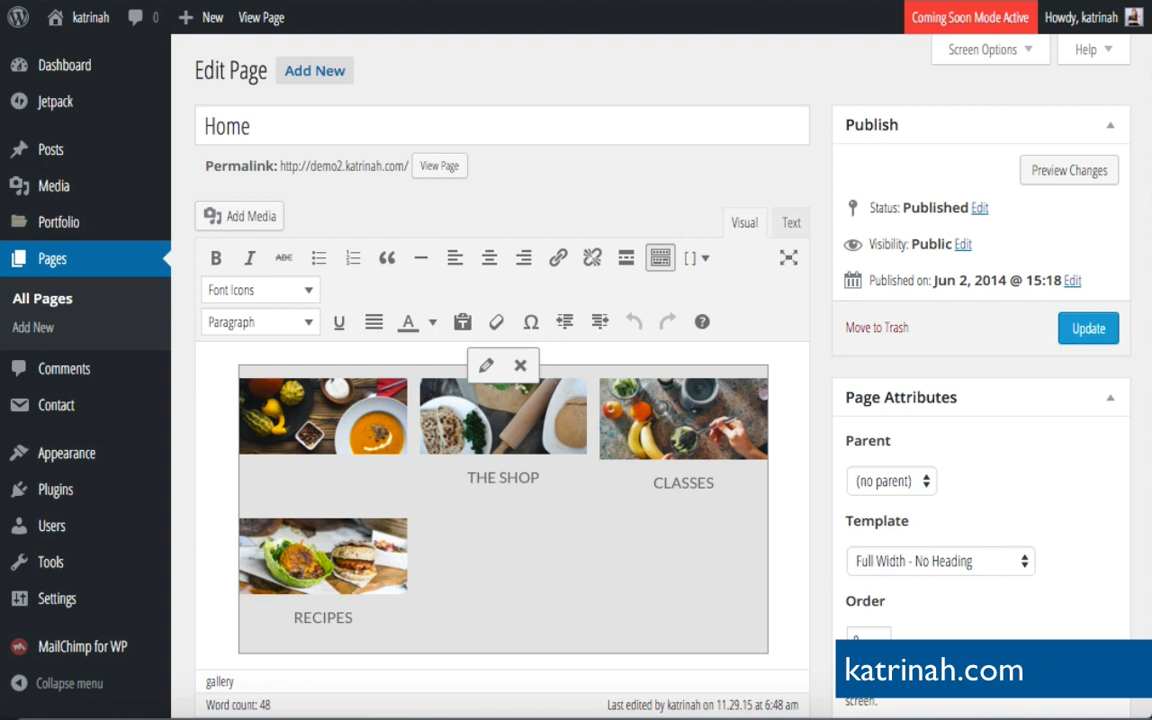 katrinah 0 New View Page Coming Soon Mode Active Howdy, katrinah
Screen Options Help
Dashboard
Jetpack
Posts
Media
Portfolio
Pages
All Pages
Add New
Comments
Contact
Appearance
Plugins
Users
Tools
Settings
MailChimp for WP
Collapse menu
Edit Page Add New
Home
Permalink: http://demo2.katrinah.com/ View Page
Add Media
Visual Text
B I ABC
Font Icons
Paragraph U A
THE SHOP
CLASSES
RECIPES
gallery
Word count: 48 Last edited by katrinah on 11.29.15 at 6:48 am
Publish
Preview Changes
Status: Published Edit
Visibility: Public Edit
Published on: Jun 2, 2014 @ 15:18 Edit
Move to Trash Update
Page Attributes
Parent
(no parent)
Template
Full Width - No Heading
Order
katrinah.com
screen.